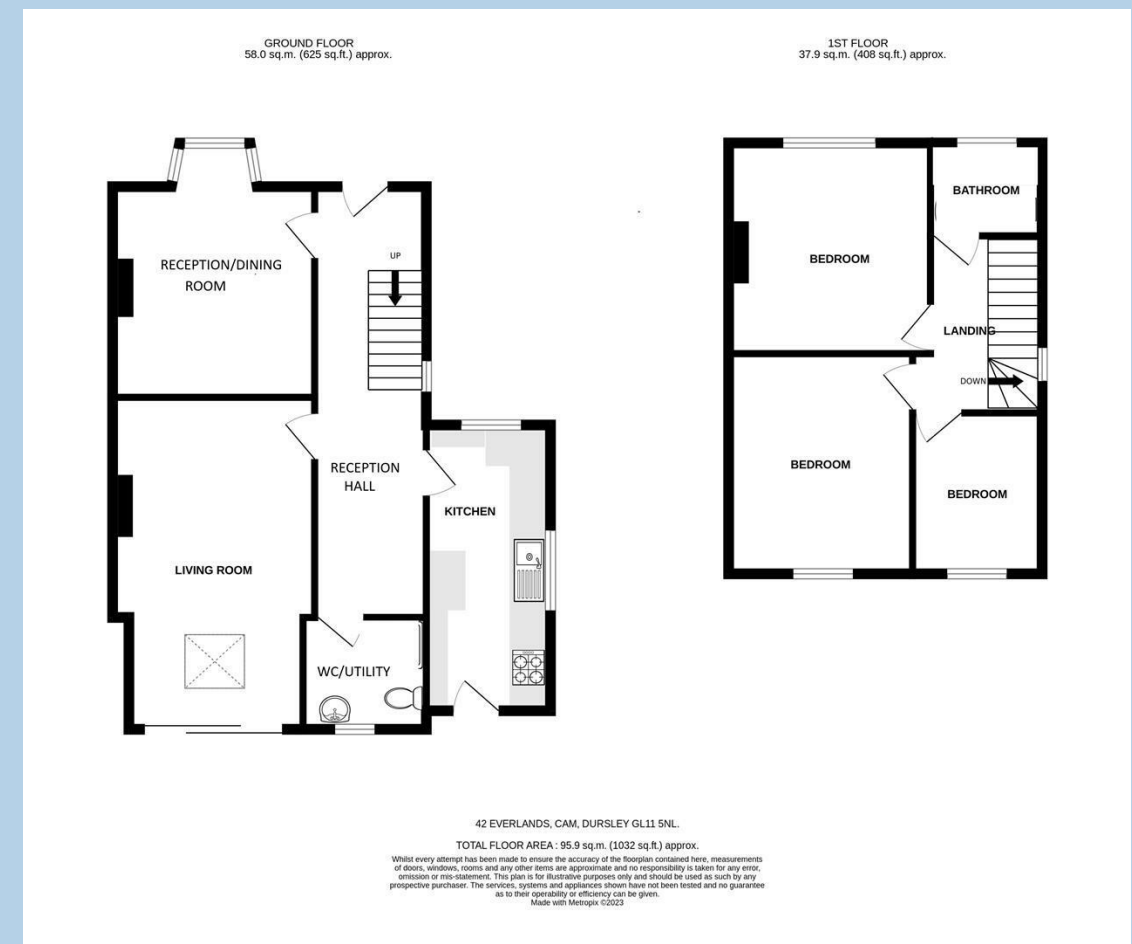 GROUND FLOOR
58.0 sq.m. (625 sq.ft.) approx.
1ST FLOOR
37.9 sq.m. (408 sq.ft.) approx.
RECEPTION/DINING
ROOM
UP
RECEPTION
HALL
KITCHEN
LIVING ROOM
WC/UTILITY
BATHROOM
BEDROOM
LANDING
DOWN
BEDROOM
BEDROOM
42 EVERLANDS, CAM, DURSLEY GL11 5NL.
TOTAL FLOOR AREA : 95.9 sq.m. (1032 sq.ft.) approx.
Whilst every attempt has been made to ensure the accuracy of the floorplan contained here, measurements
of doors, windows, rooms and any other items are approximate and no responsibility is taken for any error,
omission or mis-statement. This plan is for illustrative purposes only and should be used as such by any
prospective purchaser. The services, systems and appliances shown have not been tested and no guarantee
as to their operability or efficiency can be given.
Made with Metropix ©2023